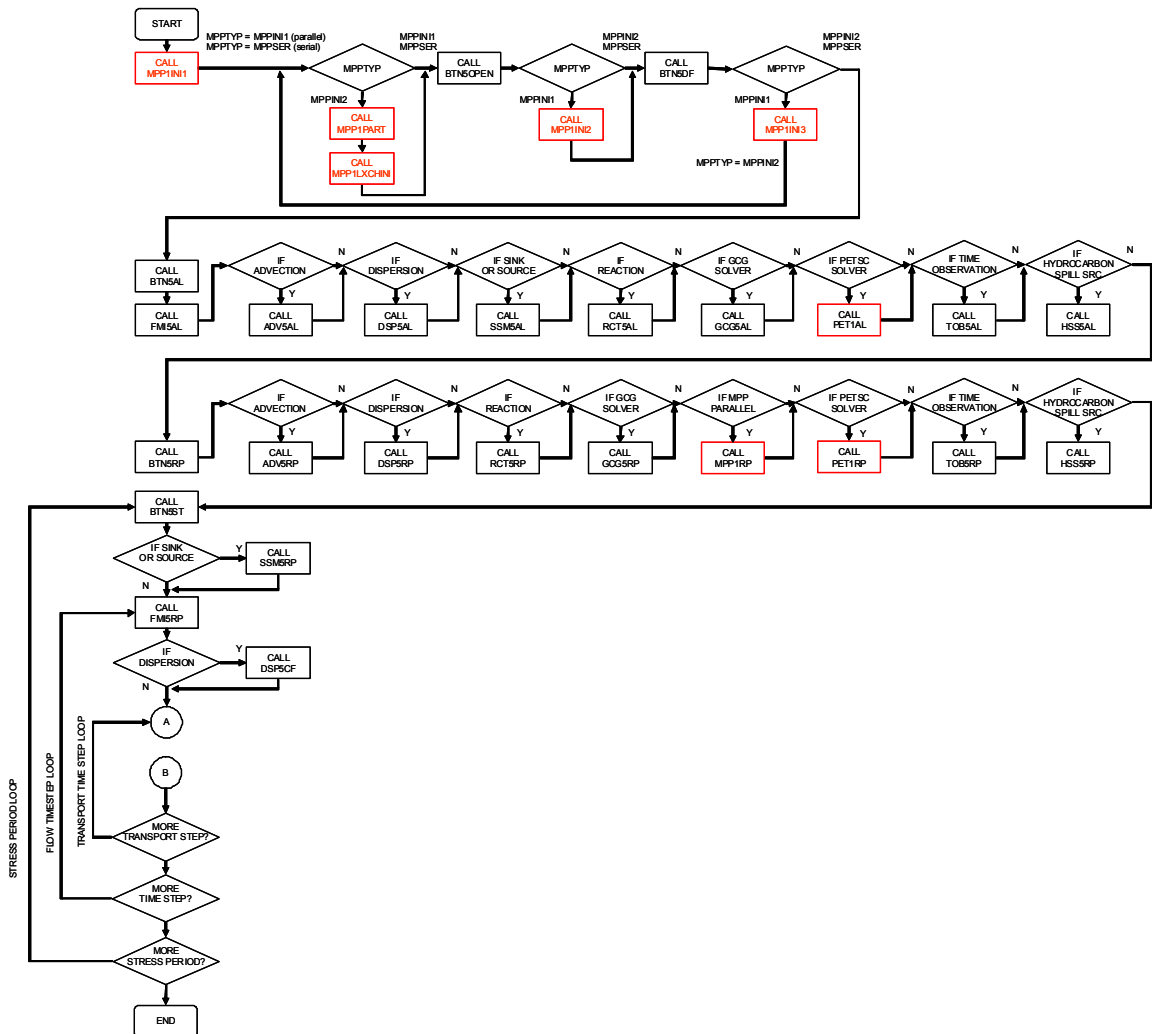 START
CALL
MPP1INI1
MPPTYP = MPPINI1 (parallel)
MPPTYP = MPPSER (serial)
MPPTYP
MPPINI1
MPPSER
MPPINI2
CALL
MPP1PART
CALL
MPP1LXCHINI
CALL
BTN5OPEN
MPPTYP
MPPINI2
MPPSER
MPPINI1
CALL
MPP1INI2
CALL
BTN5DF
MPPTYP
MPPINI2
MPPSER
MPPINI1
CALL
MPP1INI3
MPPTYP = MPPINI2
CALL
BTN5AL
CALL
FMI5AL
IF
ADVECTION
N
Y
CALL
ADV5AL
IF
DISPERSION
N
Y
CALL
DSP5AL
IF SINK
OR SOURCE
N
Y
CALL
SSM5AL
IF
REACTION
N
Y
CALL
RCT5AL
IF GCG
SOLVER
N
Y
CALL
GCG5AL
IF PETSC
SOLVER
N
Y
CALL
PET1AL
IF TIME
OBSERVATION
N
Y
CALL
TOB5AL
IF
HYDROCARBON
SPILL SRC
N
Y
CALL
HSS5AL
CALL
BTN5RP
IF
ADVECTION
N
Y
CALL
ADV5RP
IF
DISPERSION
N
Y
CALL
DSP5RP
IF
REACTION
N
Y
CALL
RCT5RP
IF GCG
SOLVER
N
Y
CALL
GCG5RP
IF MPP
PARALLEL
N
Y
CALL
MPP1RP
IF PETSC
SOLVER
N
Y
CALL
PET1RP
IF TIME
OBSERVATION
N
Y
CALL
TOB5RP
IF
HYDROCARBON
SPILL SRC
N
Y
CALL
HSS5RP
CALL
BTN5ST
IF SINK
OR SOURCE
Y
N
CALL
SSM5RP
CALL
FMI5RP
IF
DISPERSION
Y
N
CALL
DSP5CF
A
B
MORE
TRANSPORT STEP?
MORE
TIME STEP?
MORE
STRESS PERIOD?
END
STRESS PERIOD LOOP
FLOW TIMESTEP LOOP
TRANSPORT TIME STEP LOOP